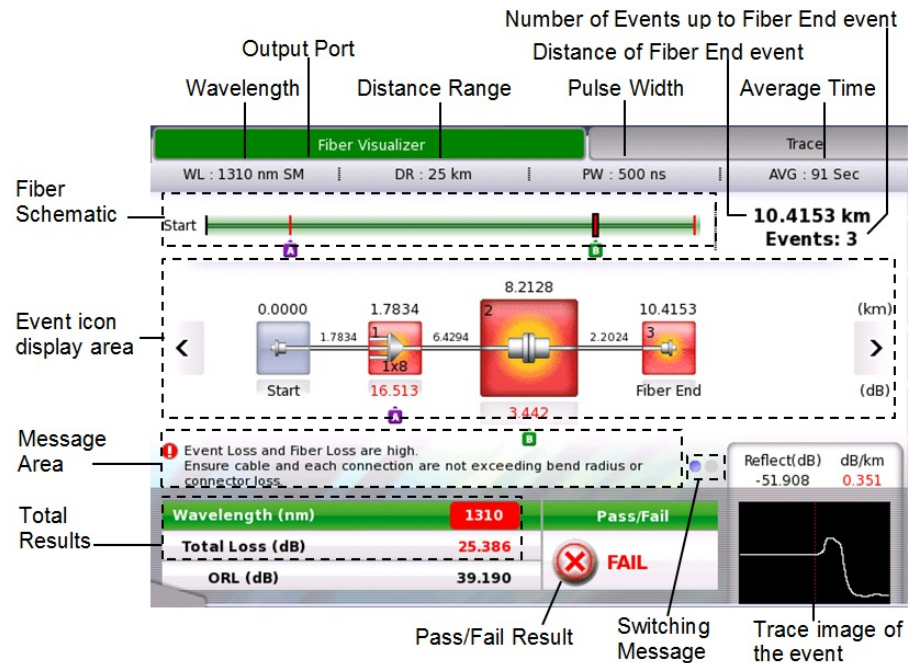 Number of Events up to Fiber End event
Output Port
Distance of Fiber End event
Wavelength
Distance Range
Pulse Width
Average Time
Fiber Visualizer
Trace
WL : 1310 nm SM
DR : 25 km
PW : 500 ns
AVG : 91 Sec
Fiber
Schematic
Start
10.4153 km
Events: 3
A
B
8.2128
0.0000
1.7834
10.4153
(km)
Event icon
display area
<
1.7834
1
1x8
6.4294
2
2.2024
3
>
Start
16.513
3.442
Fiber End
(dB)
A
B
Message
Area
Event Loss and Fiber Loss are high.
Ensure cable and each connection are not exceeding bend radius or
connector loss.
Reflect(dB)
dB/km
-51.908
0.351
Total
Results
Wavelength (nm)
1310
Pass/Fail
Total Loss (dB)
25.386
FAIL
ORL (dB)
39.190
Pass/Fail Result
Switching
Message
Trace image of
the event